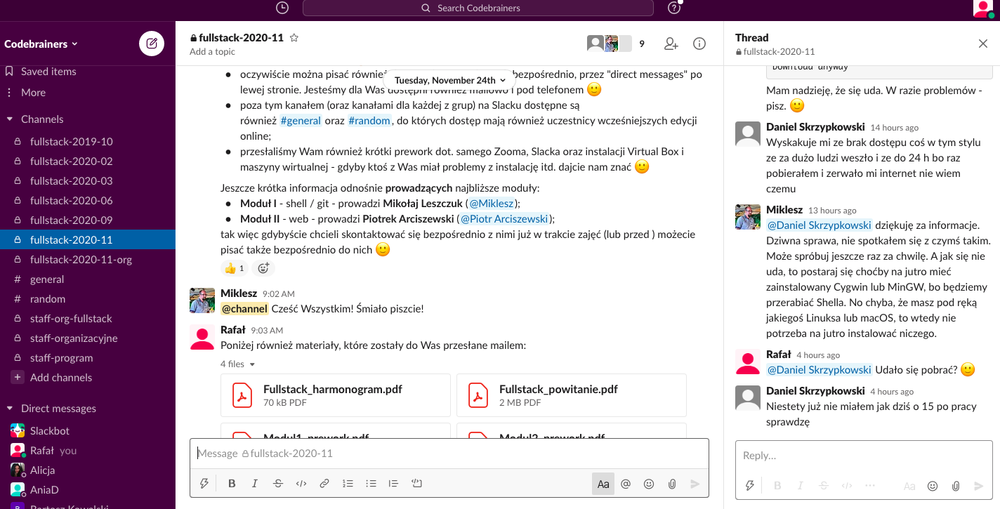 Search Codebrainers
Codebrainers
Saved items
More
Channels
fullstack-2019-10
fullstack-2020-02
fullstack-2020-03
fullstack-2020-06
fullstack-2020-09
fullstack-2020-11
fullstack-2020-11-org
# general
# random
staff-org-fullstack
staff-organizacyjne
staff-program
+ Add channels
Direct messages
Slackbot
Rafał you
Alicja
AniaD
Bartosz Kowalski
fullstack-2020-11
Add a topic
9
Tuesday, November 24th
• oczywiście można pisać również bezpośrednio, przez "direct messages" po
lewej stronie. Jesteśmy dla Was dostępni również mailowo i pod telefonem 🙂
• poza tym kanałem (oraz kanałami dla każdej z grup) na Slacku dostępne są
również #general oraz #random, do których dostęp mają również uczestnicy wcześniejszych edycji
online;
• przesłaliśmy Wam również krótki prework dot. samego Zooma, Slacka oraz instalacji Virtual Box i
maszyny wirtualnej - gdyby ktoś z Was miał problemy z instalację itd. dajcie nam znać 🙂
Jeszcze krótka informacja odnośnie prowadzących najbliższe moduły:
• Moduł I - shell / git - prowadzi Mikołaj Leszczuk (@Miklesz);
• Moduł II - web - prowadzi Piotrek Arciszewski (@Piotr Arciszewski);
tak więc gdybyście chcieli skontaktować się bezpośrednio z nimi już w trakcie zajęć (lub przed ) możecie
pisać także bezpośrednio do nich 🙂
👍 1
Miklesz 9:02 AM
@channel Cześć Wszystkim! Śmiało piszcie!
Rafał 9:03 AM
Poniżej również materiały, które zostały do Was przesłane mailem:
4 files
Fullstack_harmonogram.pdf
70 kB PDF
Fullstack_powitanie.pdf
2 MB PDF
Modul1_prework.pdf
Modul2_prework.pdf
Message fullstack-2020-11
B I S </>
Aa @
Thread
fullstack-2020-11
Download anyway
Mam nadzieję, że się uda. W razie problemów -
pisz. 🙂
Daniel Skrzypkowski 14 hours ago
Wyskakuje mi ze brak dostępu coś w tym stylu
ze za dużo ludzi weszło i ze do 24 h bo raz
pobierałem i zerwało mi internet nie wiem
czemu
Miklesz 13 hours ago
@Daniel Skrzypkowski dziękuję za informacje.
Dziwna sprawa, nie spotkałem się z czymś takim.
Może spróbuj jeszcze raz za chwilę. A jak się nie
uda, to postaraj się choćby na jutro mieć
zainstalowany Cygwin lub MinGW, bo będziemy
przerabiać Shella. No chyba, że masz pod ręką
jakiegoś Linuksa lub macOS, to wtedy nie
potrzeba na jutro instalować niczego.
Rafał 4 hours ago
@Daniel Skrzypkowski Udało się pobrać? 🙂
Daniel Skrzypkowski 4 hours ago
Niestety już nie miałem jak dziś o 15 po pracy
sprawdzę
Reply…
B I S </> ⋯
Aa